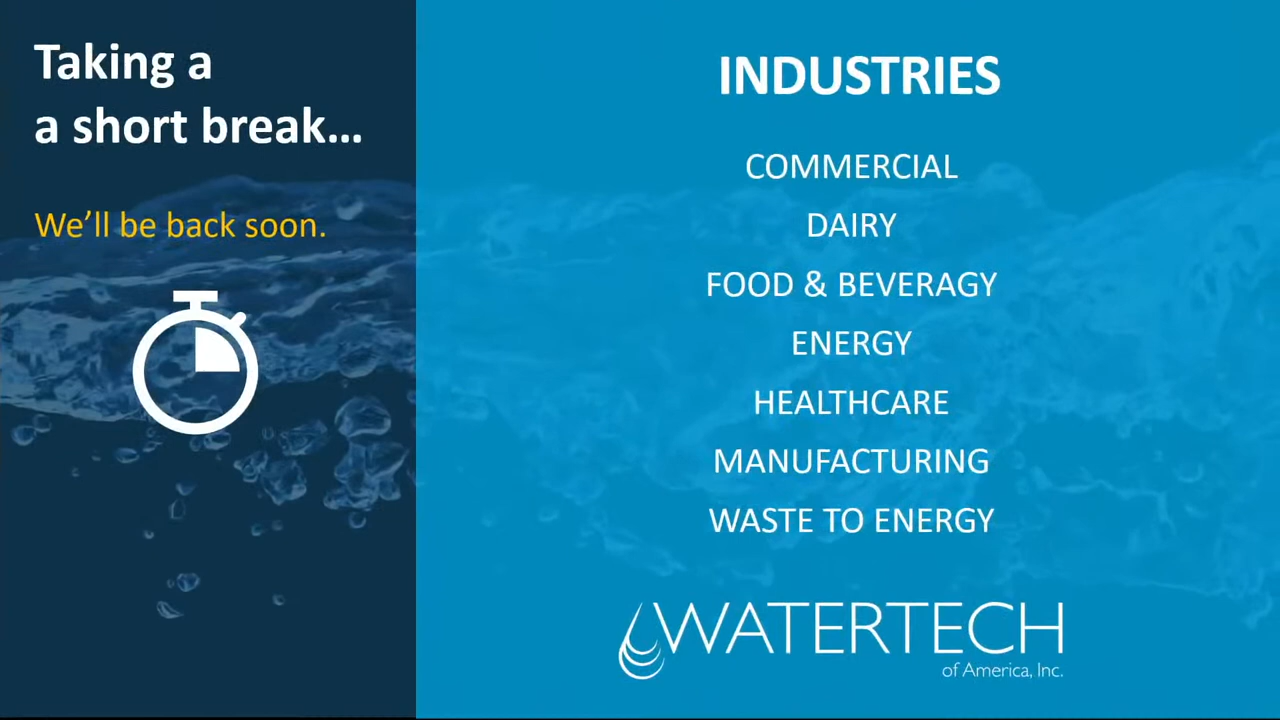 Taking a
a short break...
We'll be back soon.
INDUSTRIES
COMMERCIAL
DAIRY
FOOD & BEVERAGY
ENERGY
HEALTHCARE
MANUFACTURING
WASTE TO ENERGY
WATERTECH
of America, Inc.